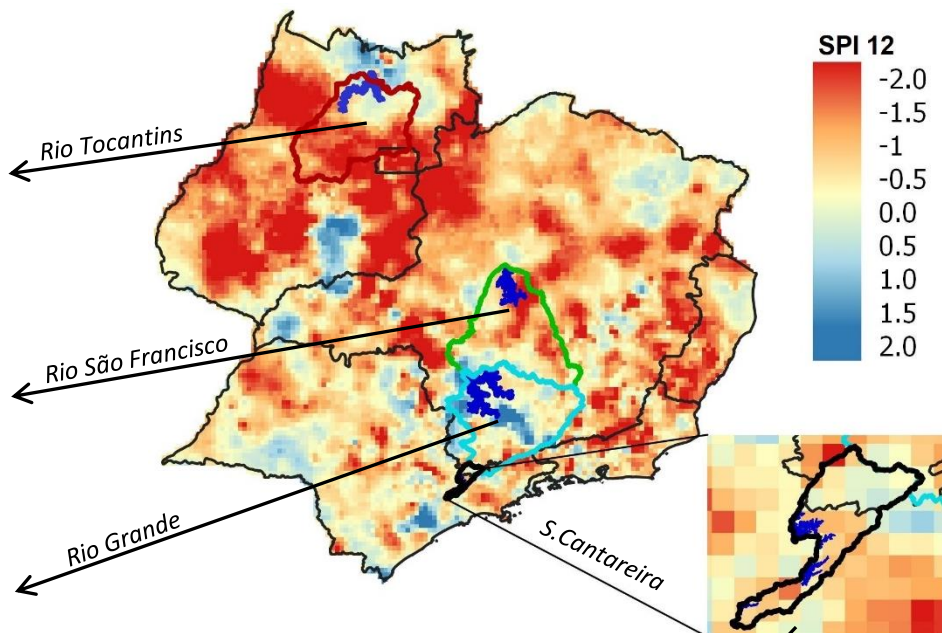 SPI 12
-2.0
-1.5
-1
-0.5
0.0
0.5
1.0
1.5
2.0
Rio Tocantins
Rio São Francisco
Rio Grande
S.Cantareira